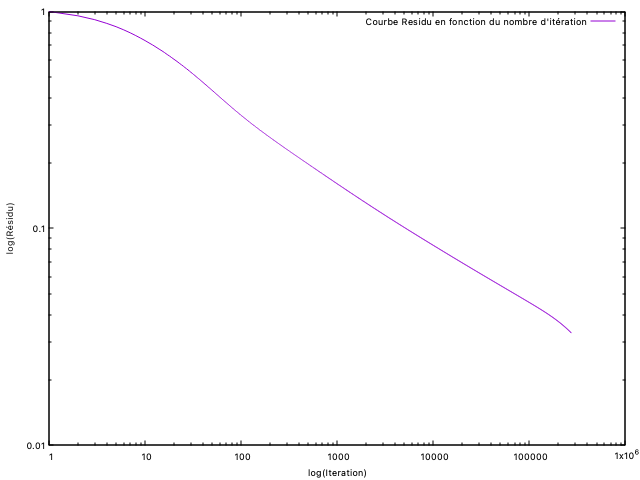 Courbe Residu en fonction du nombre d'itération
1
0.1
0.01
log(Résidu)
1
10
100
1000
10000
100000
1x10^6
log(Iteration)